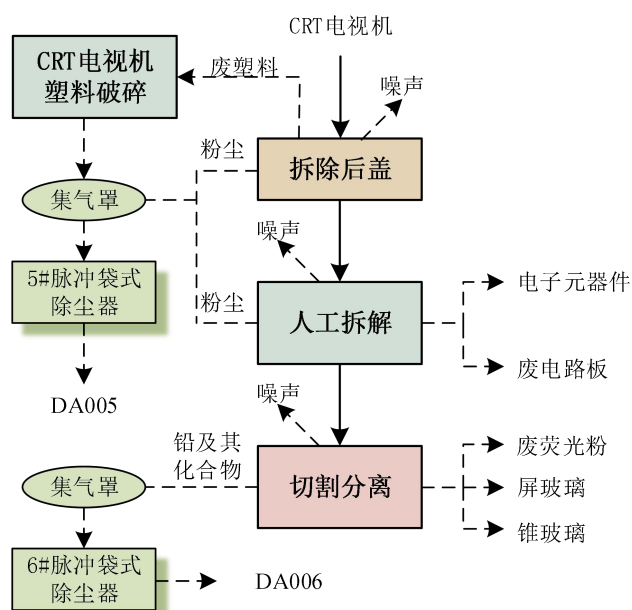 CRT电视机
CRT电视机
塑料破碎
废塑料
噪声
粉尘
拆除后盖
集气罩
噪声
5#脉冲袋式
除尘器
粉尘
人工拆解
电子元器件
废电路板
DA005
噪声
铅及其
化合物
切割分离
废荧光粉
屏玻璃
锥玻璃
集气罩
6#脉冲袋式
除尘器
DA006